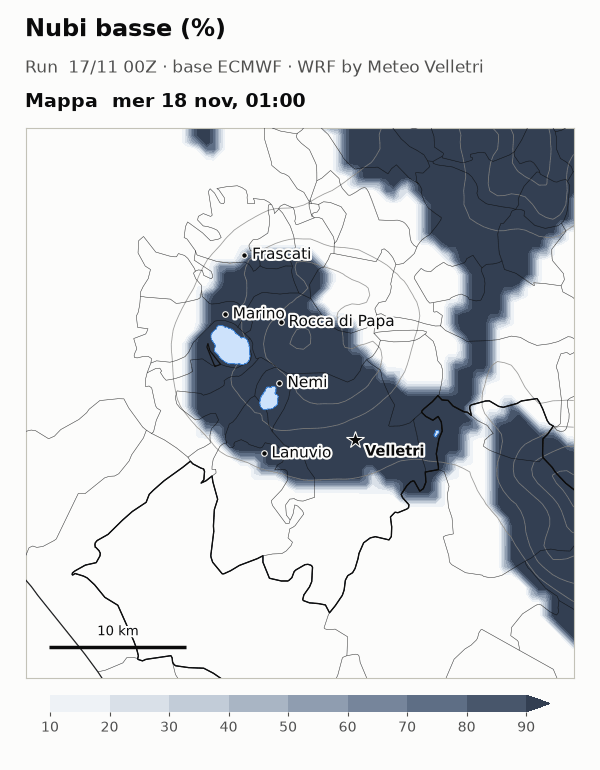 Nubi basse (%)
Run 17/11 00Z · base ECMWF · WRF by Meteo Velletri
Mappa mer 18 nov, 01:00
Frascati
Marino
Rocca di Papa
Nemi
Velletri
Lanuvio
10 km
10 20 30 40 50 60 70 80 90